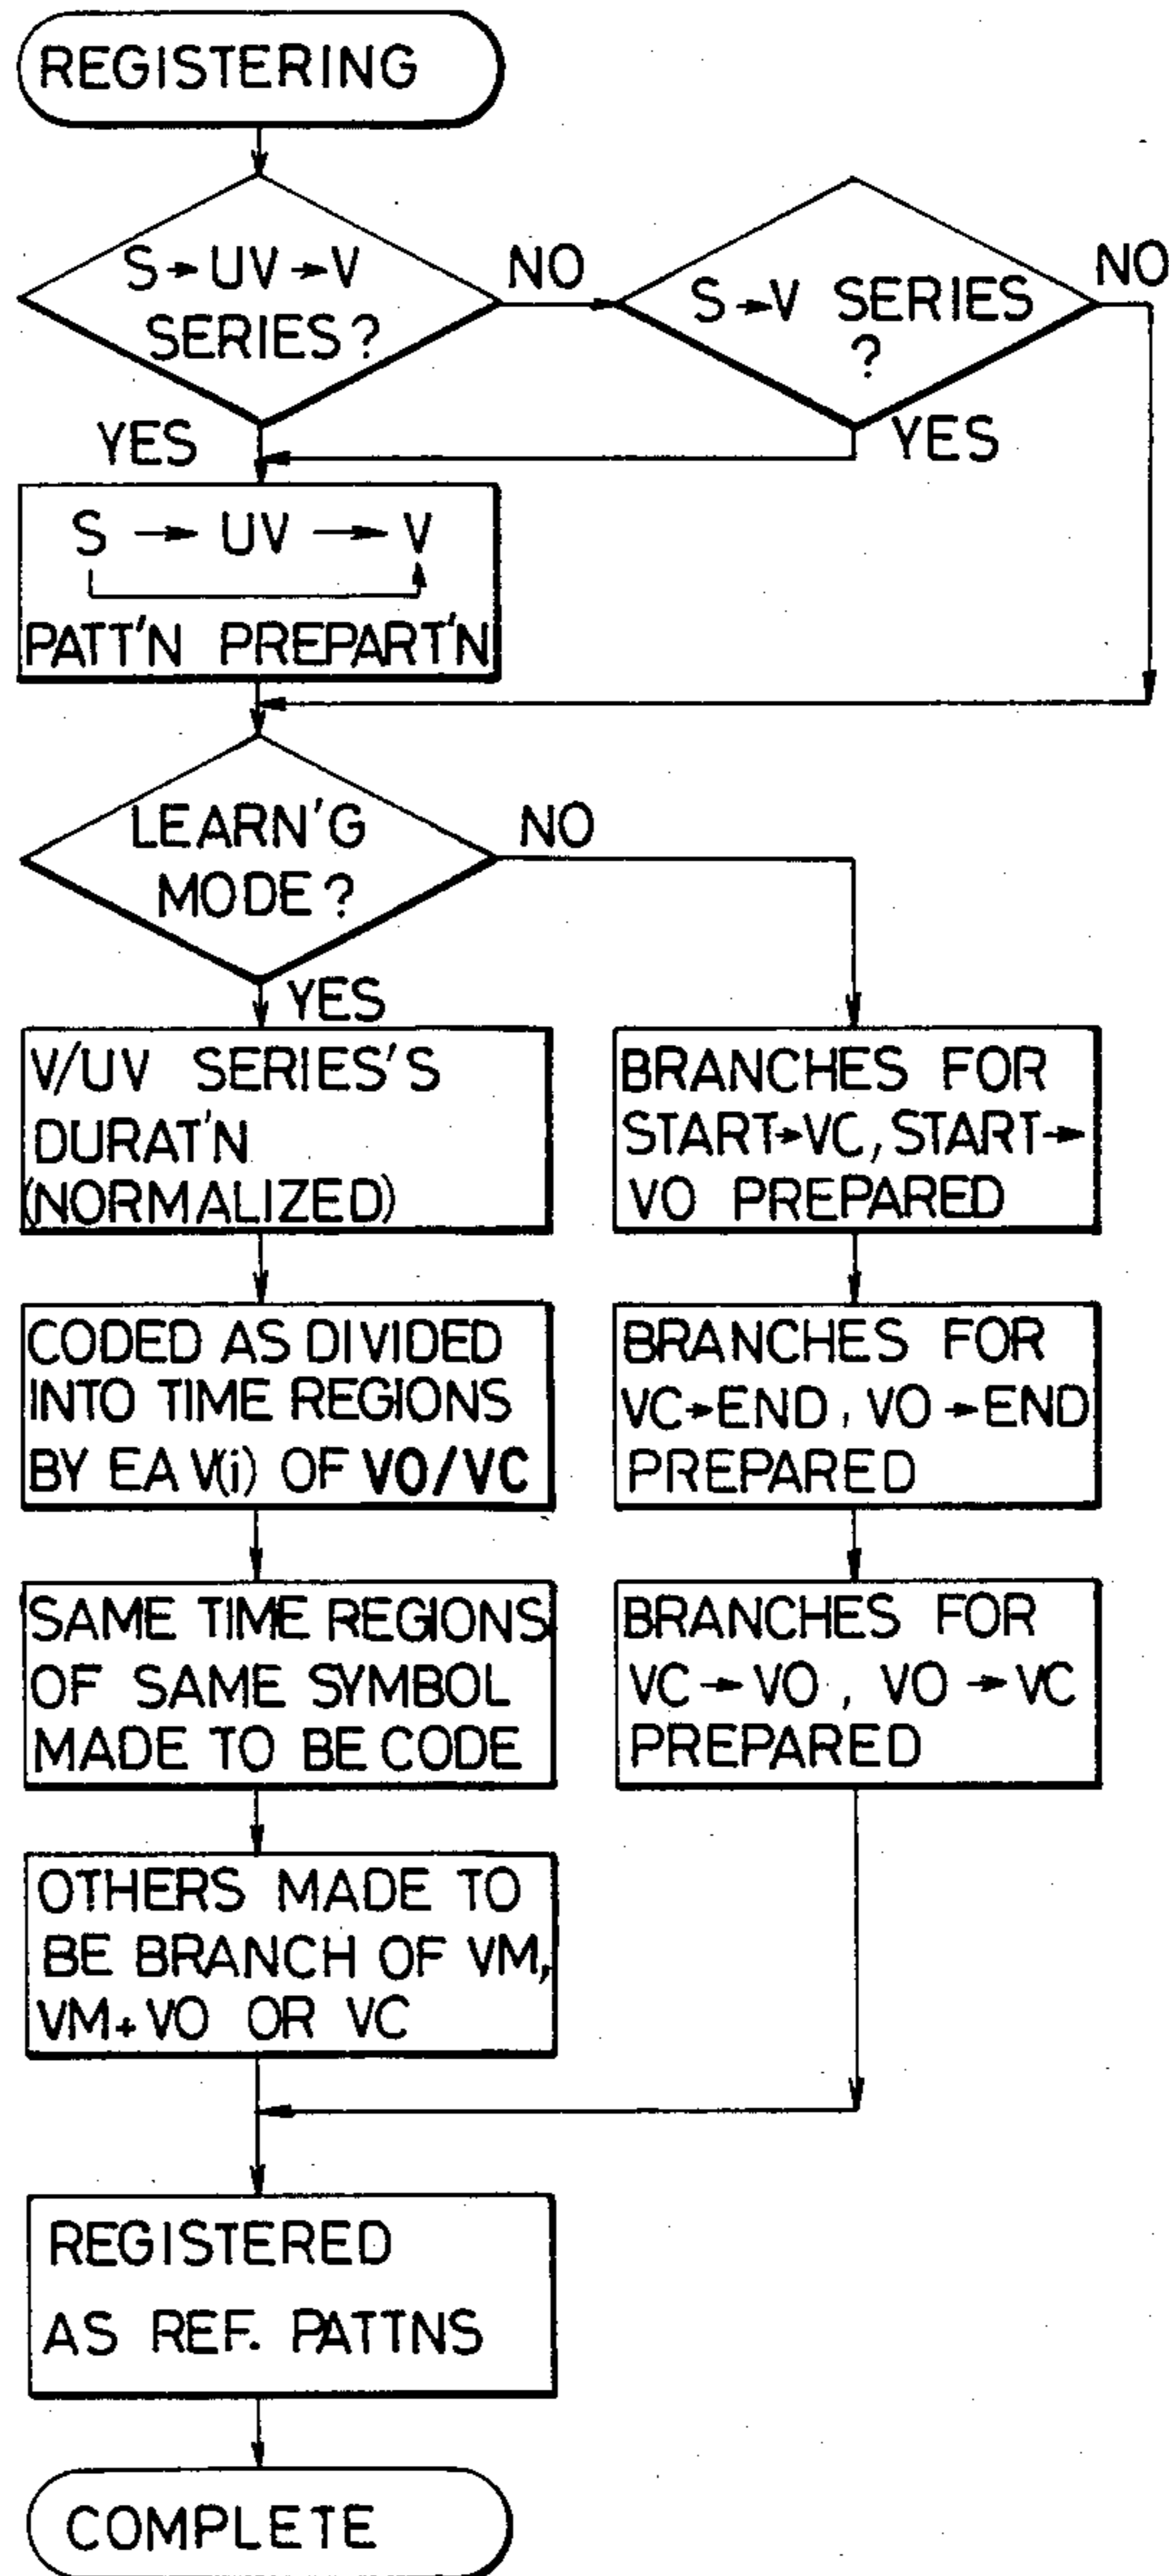 REGISTERING
S→UV→V
SERIES?
NO
S→V SERIES
?
NO
YES
YES
S → UV → V
PATT'N PREPART'N
LEARN'G
MODE?
NO
YES
V/UV SERIES'S
DURAT'N
(NORMALIZED)
BRANCHES FOR
START→VC, START→
VO PREPARED
CODED AS DIVIDED
INTO TIME REGIONS
BY EA V(i) OF VO/VC
BRANCHES FOR
VC→END, VO→END
PREPARED
SAME TIME REGIONS
OF SAME SYMBOL
MADE TO BE CODE
BRANCHES FOR
VC→VO, VO→VC
PREPARED
OTHERS MADE TO
BE BRANCH OF VM,
VM+VO OR VC
REGISTERED
AS REF. PATTNS
COMPLETE